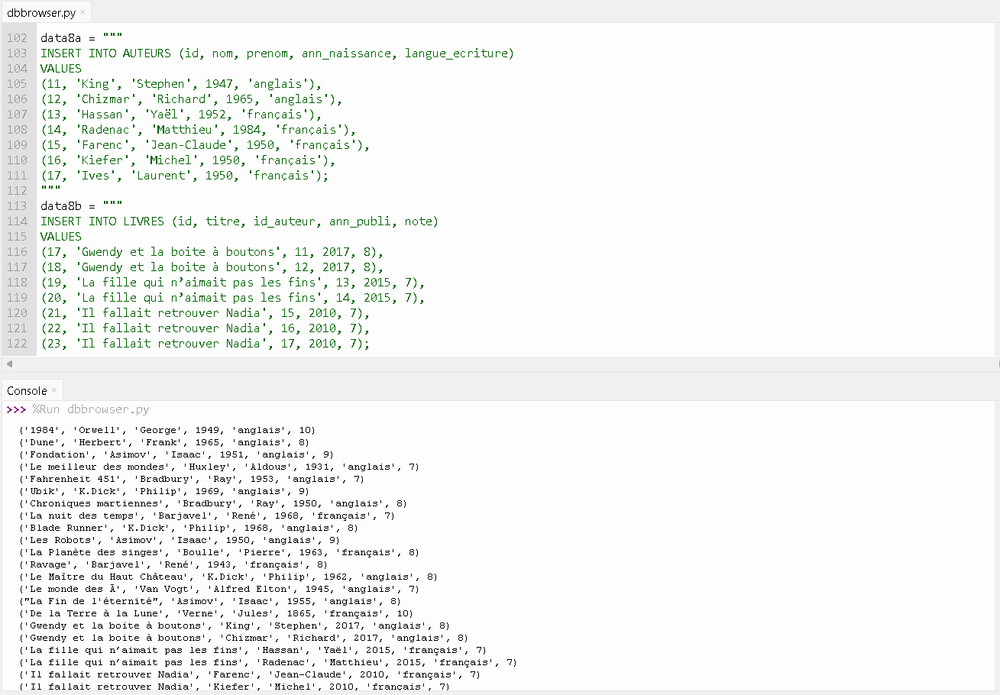 dbbrowser.py ×
102 data8a = """
103 INSERT INTO AUTEURS (id, nom, prenom, ann_naissance, langue_ecriture)
104 VALUES
105 (11, 'King', 'Stephen', 1947, 'anglais'),
106 (12, 'Chizmar', 'Richard', 1965, 'anglais'),
107 (13, 'Hassan', 'Yaël', 1952, 'français'),
108 (14, 'Radenac', 'Matthieu', 1984, 'français'),
109 (15, 'Farenc', 'Jean-Claude', 1950, 'français'),
110 (16, 'Kiefer', 'Michel', 1950, 'français'),
111 (17, 'Ives', 'Laurent', 1950, 'français');
112 """
113 data8b = """
114 INSERT INTO LIVRES (id, titre, id_auteur, ann_publi, note)
115 VALUES
116 (17, 'Gwendy et la boite à boutons', 11, 2017, 8),
117 (18, 'Gwendy et la boite à boutons', 12, 2017, 8),
118 (19, 'La fille qui n’aimait pas les fins', 13, 2015, 7),
119 (20, 'La fille qui n’aimait pas les fins', 14, 2015, 7),
120 (21, 'Il fallait retrouver Nadia', 15, 2010, 7),
121 (22, 'Il fallait retrouver Nadia', 16, 2010, 7),
122 (23, 'Il fallait retrouver Nadia', 17, 2010, 7);
Console ×
>>> %Run dbbrowser.py
('1984', 'Orwell', 'George', 1949, 'anglais', 10)
('Dune', 'Herbert', 'Frank', 1965, 'anglais', 8)
('Fondation', 'Asimov', 'Isaac', 1951, 'anglais', 9)
('Le meilleur des mondes', 'Huxley', 'Aldous', 1931, 'anglais', 7)
('Fahrenheit 451', 'Bradbury', 'Ray', 1953, 'anglais', 7)
('Ubik', 'K.Dick', 'Philip', 1969, 'anglais', 9)
('Chroniques martiennes', 'Bradbury', 'Ray', 1950, 'anglais', 8)
('La nuit des temps', 'Barjavel', 'René', 1968, 'français', 7)
('Blade Runner', 'K.Dick', 'Philip', 1968, 'anglais', 8)
('Les Robots', 'Asimov', 'Isaac', 1950, 'anglais', 9)
('La Planète des singes', 'Boulle', 'Pierre', 1963, 'français', 8)
('Ravage', 'Barjavel', 'René', 1943, 'français', 8)
('Le Maître du Haut Château', 'K.Dick', 'Philip', 1962, 'anglais', 8)
('Le monde des Ã', 'Van Vogt', 'Alfred Elton', 1945, 'anglais', 7)
("La Fin de l'éternité", 'Asimov', 'Isaac', 1955, 'anglais', 8)
('De la Terre à la Lune', 'Verne', 'Jules', 1865, 'français', 10)
('Gwendy et la boite à boutons', 'King', 'Stephen', 2017, 'anglais', 8)
('Gwendy et la boite à boutons', 'Chizmar', 'Richard', 2017, 'anglais', 8)
('La fille qui n’aimait pas les fins', 'Hassan', 'Yaël', 2015, 'français', 7)
('La fille qui n’aimait pas les fins', 'Radenac', 'Matthieu', 2015, 'français', 7)
('Il fallait retrouver Nadia', 'Farenc', 'Jean-Claude', 2010, 'français', 7)
('Il fallait retrouver Nadia', 'Kiefer', 'Michel', 2010, 'français', 7)